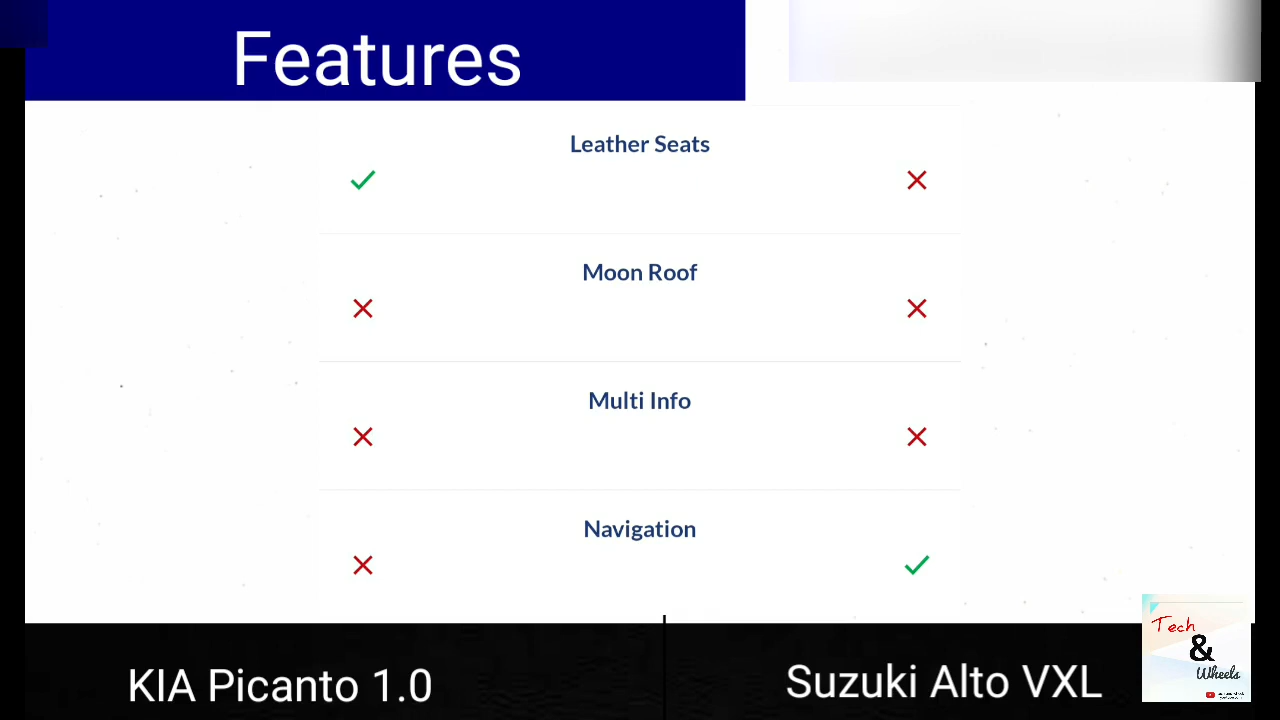 Features
Leather Seats
Moon Roof
Multi Info
Navigation
KIA Picanto 1.0
Suzuki Alto VXL
Tech
&
Wheels